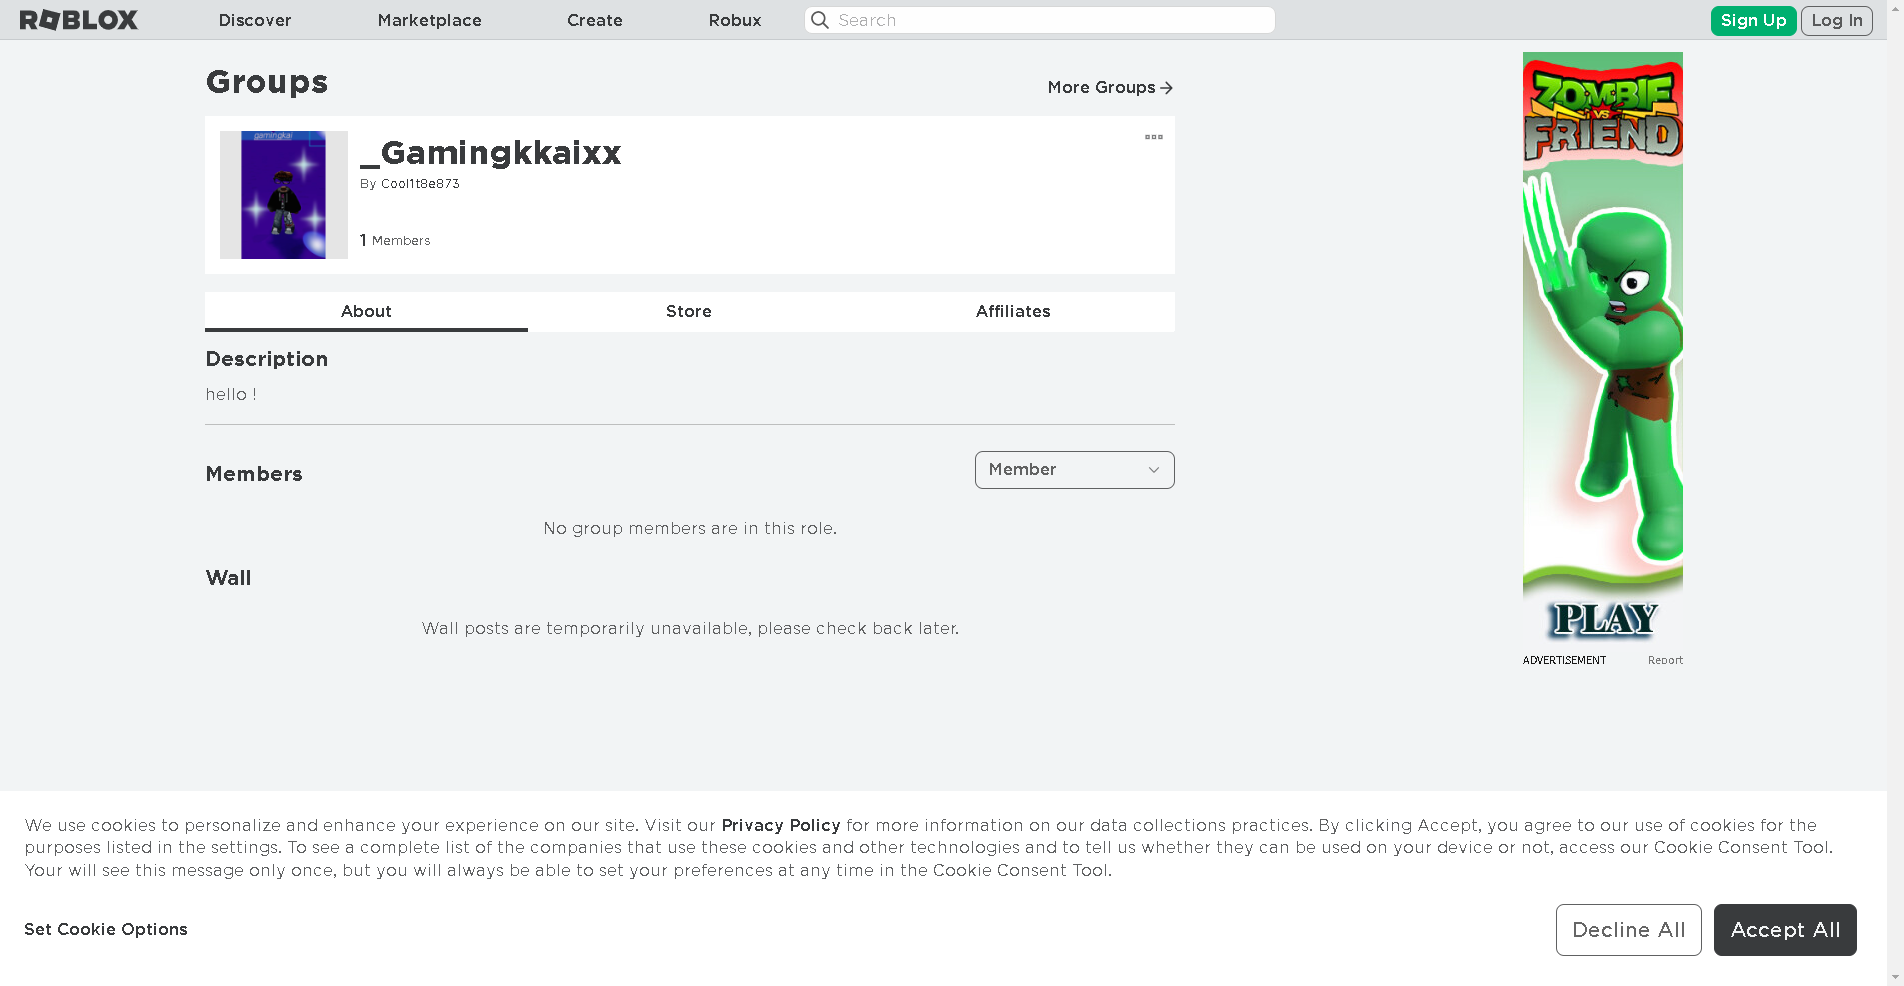 ROBLOX
Discover
Marketplace
Create
Robux
Search
Sign Up
Log In
Groups
More Groups
gamingkai
_Gamingkkaixx
By Cool1t8e873
1 Members
About
Store
Affiliates
Description
hello !
Members
Member
No group members are in this role.
Wall
Wall posts are temporarily unavailable, please check back later.
ZOMBIE
VS
FRIEND
PLAY
ADVERTISEMENT
Report
We use cookies to personalize and enhance your experience on our site. Visit our Privacy Policy for more information on our data collections practices. By clicking Accept, you agree to our use of cookies for the
purposes listed in the settings. To see a complete list of the companies that use these cookies and other technologies and to tell us whether they can be used on your device or not, access our Cookie Consent Tool.
Your will see this message only once, but you will always be able to set your preferences at any time in the Cookie Consent Tool.
Set Cookie Options
Decline All
Accept All